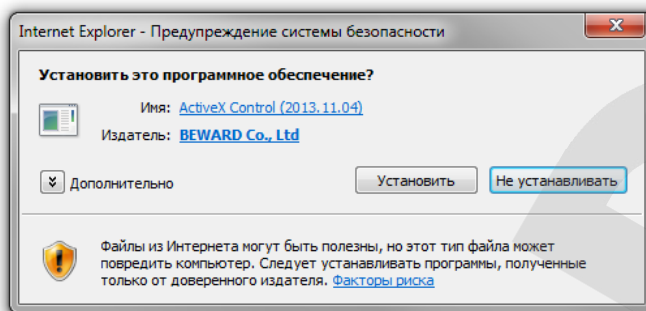 Internet Explorer - Предупреждение системы безопасности
x
Установить это программное обеспечение?
Имя: ActiveX Control (2013.11.04)
Издатель: BEWARD Co., Ltd
Дополнительно
Установить
Не устанавливать
Файлы из Интернета могут быть полезны, но этот тип файла может
повредить компьютер. Следует устанавливать программы, полученные
только от доверенного издателя. Факторы риска